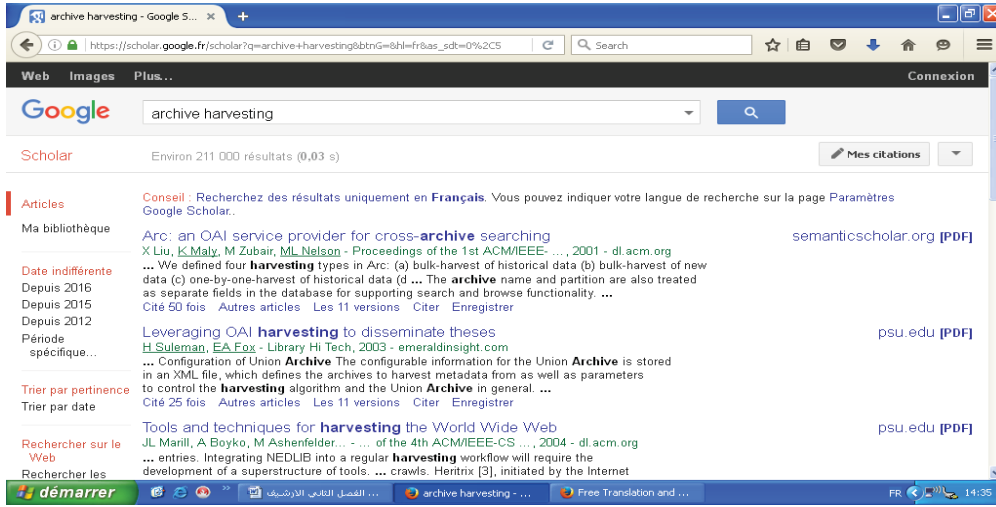 archive harvesting - Google S...
https://scholar.google.fr/scholar?q=archive+harvesting&btnG=&hl=fr&as_sdt=0%2C5
Search
Web Images Plus...
Connexion
Google
archive harvesting
Scholar
Environ 211 000 résultats (0,03 s)
Mes citations
Articles
Ma bibliothèque
Date indifférente
Depuis 2016
Depuis 2015
Depuis 2012
Période
spécifique...
Trier par pertinence
Trier par date
Rechercher sur le
Web
Rechercher les
Conseil : Recherchez des résultats uniquement en Français. Vous pouvez indiquer votre langue de recherche sur la page Paramètres
Google Scholar..
Arc: an OAI service provider for cross-archive searching
semanticscholar.org [PDF]
X Liu, K Maly, M Zubair, ML Nelson - Proceedings of the 1st ACM/IEEE- ..., 2001 - dl.acm.org
... We defined four harvesting types in Arc: (a) bulk-harvest of historical data (b) bulk-harvest of new
data (c) one-by-one-harvest of historical data (d ... The archive name and partition are also treated
as separate fields in the database for supporting search and browse functionality. ...
Cité 50 fois Autres articles Les 11 versions Citer Enregistrer
Leveraging OAI harvesting to disseminate theses
psu.edu [PDF]
H Suleman, EA Fox - Library Hi Tech, 2003 - emeraldinsight.com
... Configuration of Union Archive The configurable information for the Union Archive is stored
in an XML file, which defines the archives to harvest metadata from as well as parameters
to control the harvesting algorithm and the Union Archive in general. ...
Cité 25 fois Autres articles Les 11 versions Citer Enregistrer
Tools and techniques for harvesting the World Wide Web
psu.edu [PDF]
JL Marill, A Boyko, M Ashenfelder... - ... of the 4th ACM/IEEE-CS ..., 2004 - dl.acm.org
... entries. Integrating NEDLIB into a regular harvesting workflow will require the
development of a superstructure of tools. ... crawls. Heritrix [3], initiated by the Internet
démarrer
الفصل الثاني الارشيف ...
archive harvesting - ...
Free Translation and ...
FR
14:35